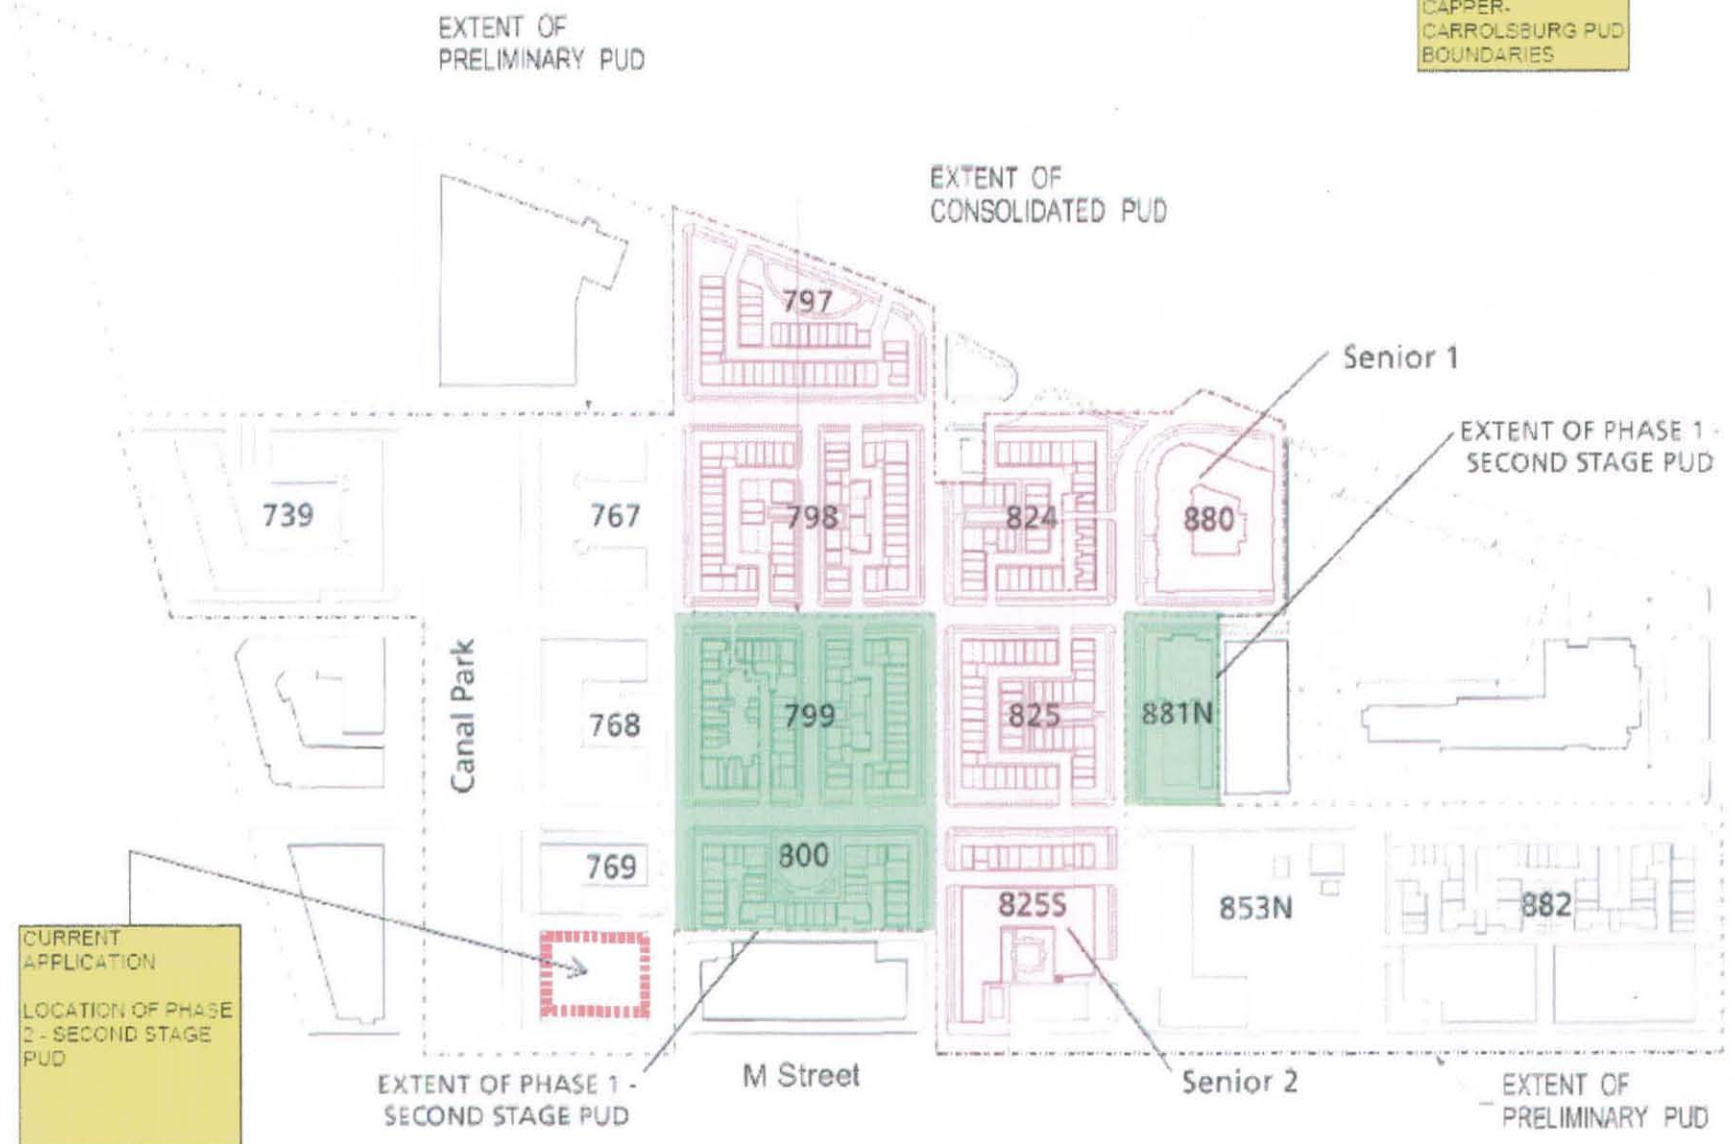 EXTENT OF
PRELIMINARY PUD
CAPPER-
CARROLSBURG PUD
BOUNDARIES
EXTENT OF
CONSOLIDATED PUD
797
Senior 1
EXTENT OF PHASE 1 -
SECOND STAGE PUD
739
767
798
824
880
Canal Park
768
799
825
881N
769
800
825S
853N
882
CURRENT
APPLICATION
LOCATION OF PHASE
2 - SECOND STAGE
PUD
EXTENT OF PHASE 1 -
SECOND STAGE PUD
M Street
Senior 2
EXTENT OF
PRELIMINARY PUD